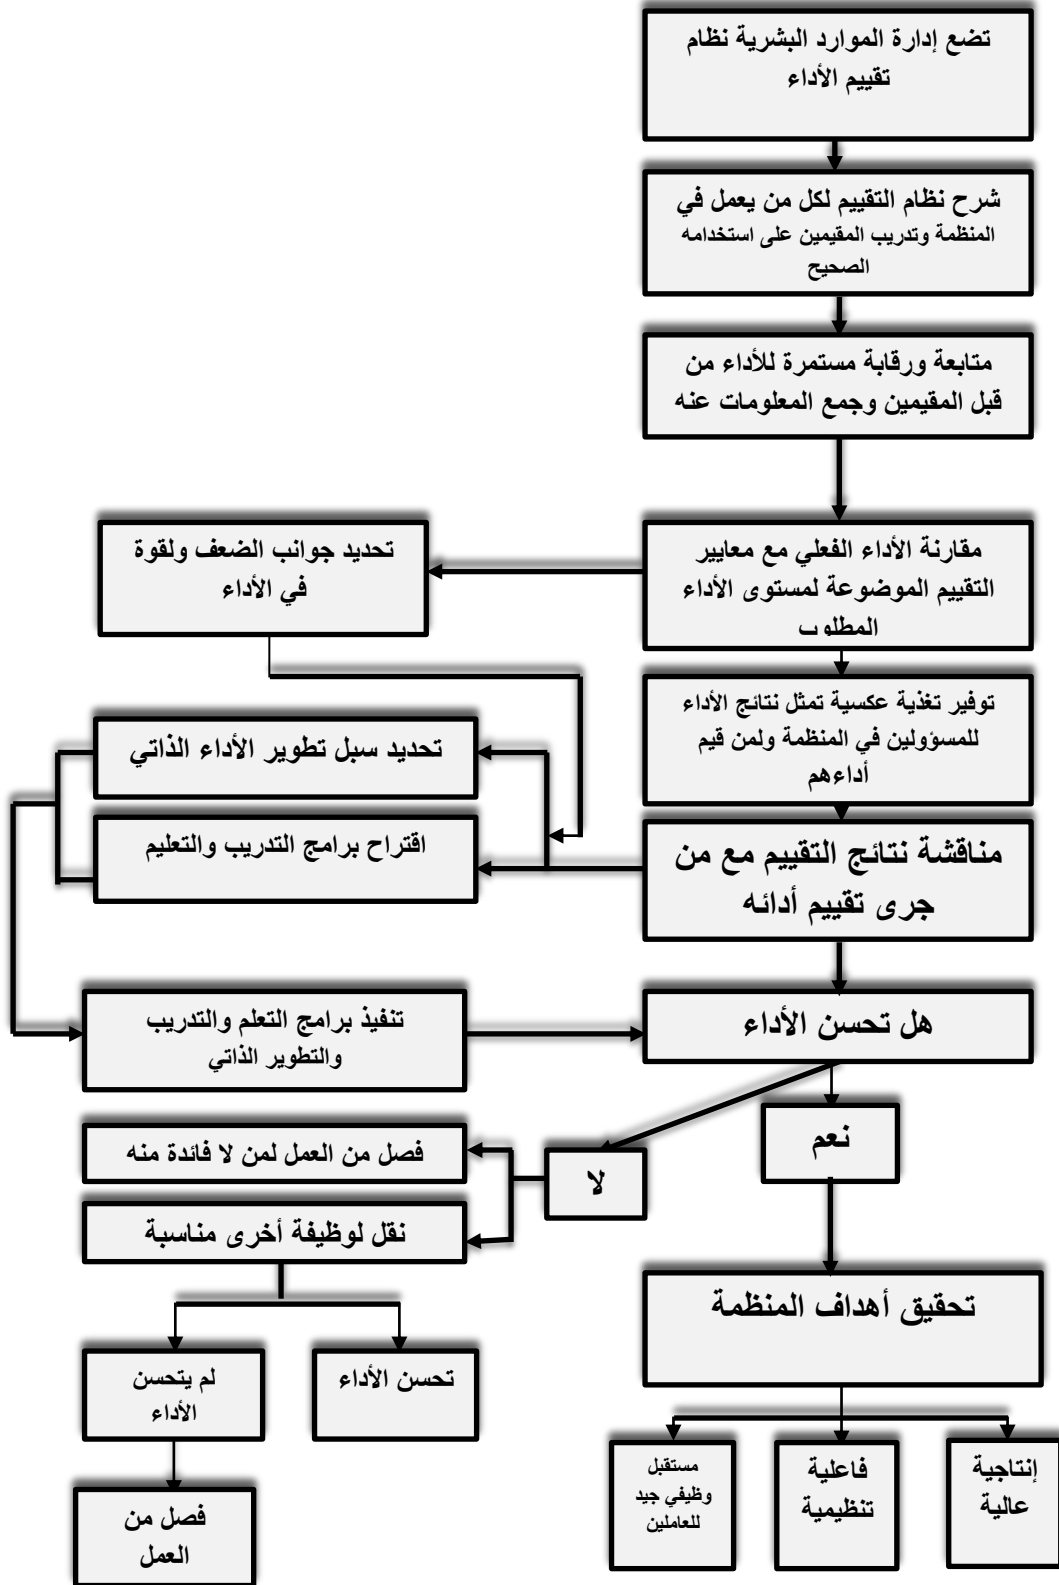 تضع إدارة الموارد البشرية نظام
تقييم الأداء
شرح نظام التقييم لكل من يعمل في
المنظمة وتدريب المقيمين على استخدامه
الصحيح
متابعة ورقابة مستمرة للأداء من
قبل المقيمين وجمع المعلومات عنه
مقارنة الأداء الفعلي مع معايير
التقييم الموضوعة لمستوى الأداء
المطلوب
تحديد جوانب الضعف ولقوة
في الأداء
توفير تغذية عكسية تمثل نتائج الأداء
للمسؤولين في المنظمة ولمن قيم
أداءهم
تحديد سبل تطوير الأداء الذاتي
اقتراح برامج التدريب والتعليم
مناقشة نتائج التقييم مع من
جرى تقييم أدائه
هل تحسن الأداء
تنفيذ برامج التعلم والتدريب
والتطوير الذاتي
نعم
لا
فصل من العمل لمن لا فائدة منه
نقل لوظيفة أخرى مناسبة
تحقيق أهداف المنظمة
تحسن الأداء
لم يتحسن
الأداء
إنتاجية
عالية
فاعلية
تنظيمية
مستقبل
وظيفي جيد
للعاملين
فصل من
العمل